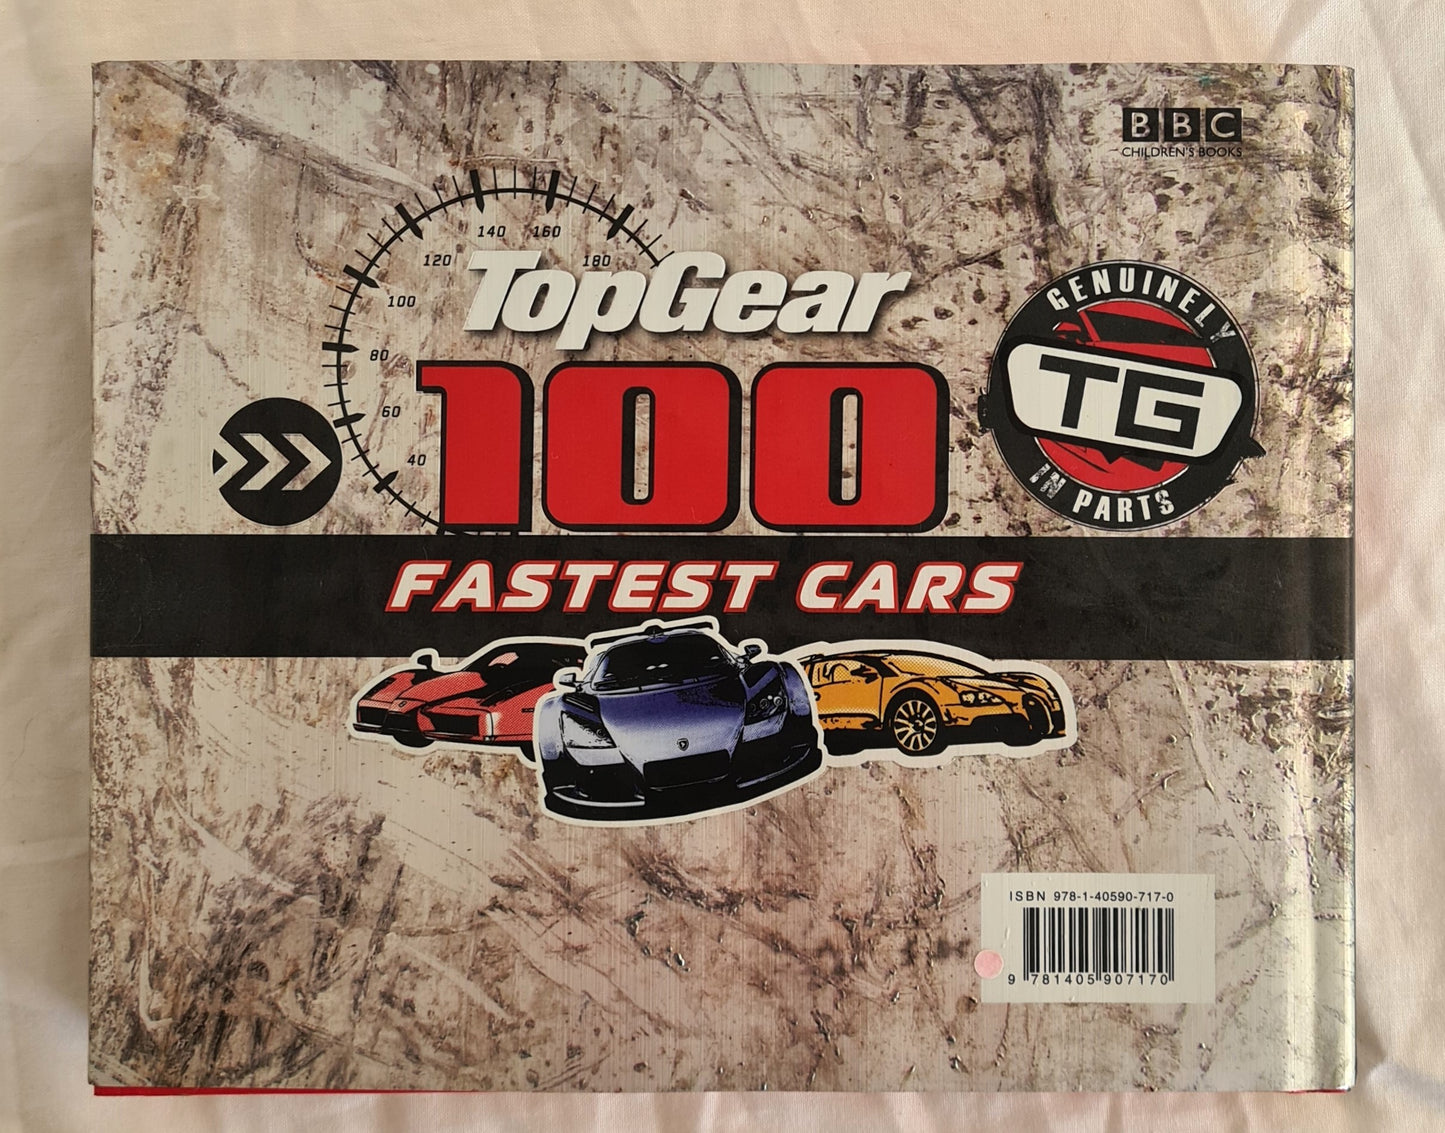 BBC
CHILDREN'S BOOKS
40 60 80 100 120 140 160 180
TopGear
100
FASTEST CARS
GENUINELY
TG
PARTS
ISBN 978-1-40590-717-0
9 781405 907170